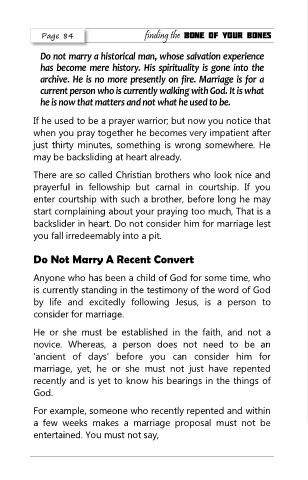 Page 84
finding the BONE OF YOUR BONES
Do not marry a historical man, whose salvation experience
has become mere history. His spirituality is gone into the
archive. He is no more presently on fire. Marriage is for a
current person who is currently walking with God. It is what
he is now that matters and not what he used to be.
If he used to be a prayer warrior; but now you notice that
when you pray together he becomes very impatient after
just thirty minutes, something is wrong somewhere. He
may be backsliding at heart already.
There are so called Christian brothers who look nice and
prayerful in fellowship but carnal in courtship. If you
enter courtship with such a brother, before long he may
start complaining about your praying too much, That is a
backslider in heart. Do not consider him for marriage lest
you fall irredeemably into a pit.
Do Not Marry A Recent Convert
Anyone who has been a child of God for some time, who
is currently standing in the testimony of the word of God
by life and excitedly following Jesus, is a person to
consider for marriage.
He or she must be established in the faith, and not a
novice. Whereas, a person does not need to be an
'ancient of days' before you can consider him for
marriage, yet, he or she must not just have repented
recently and is yet to know his bearings in the things of
God.
For example, someone who recently repented and within
a few weeks makes a marriage proposal must not be
entertained. You must not say,